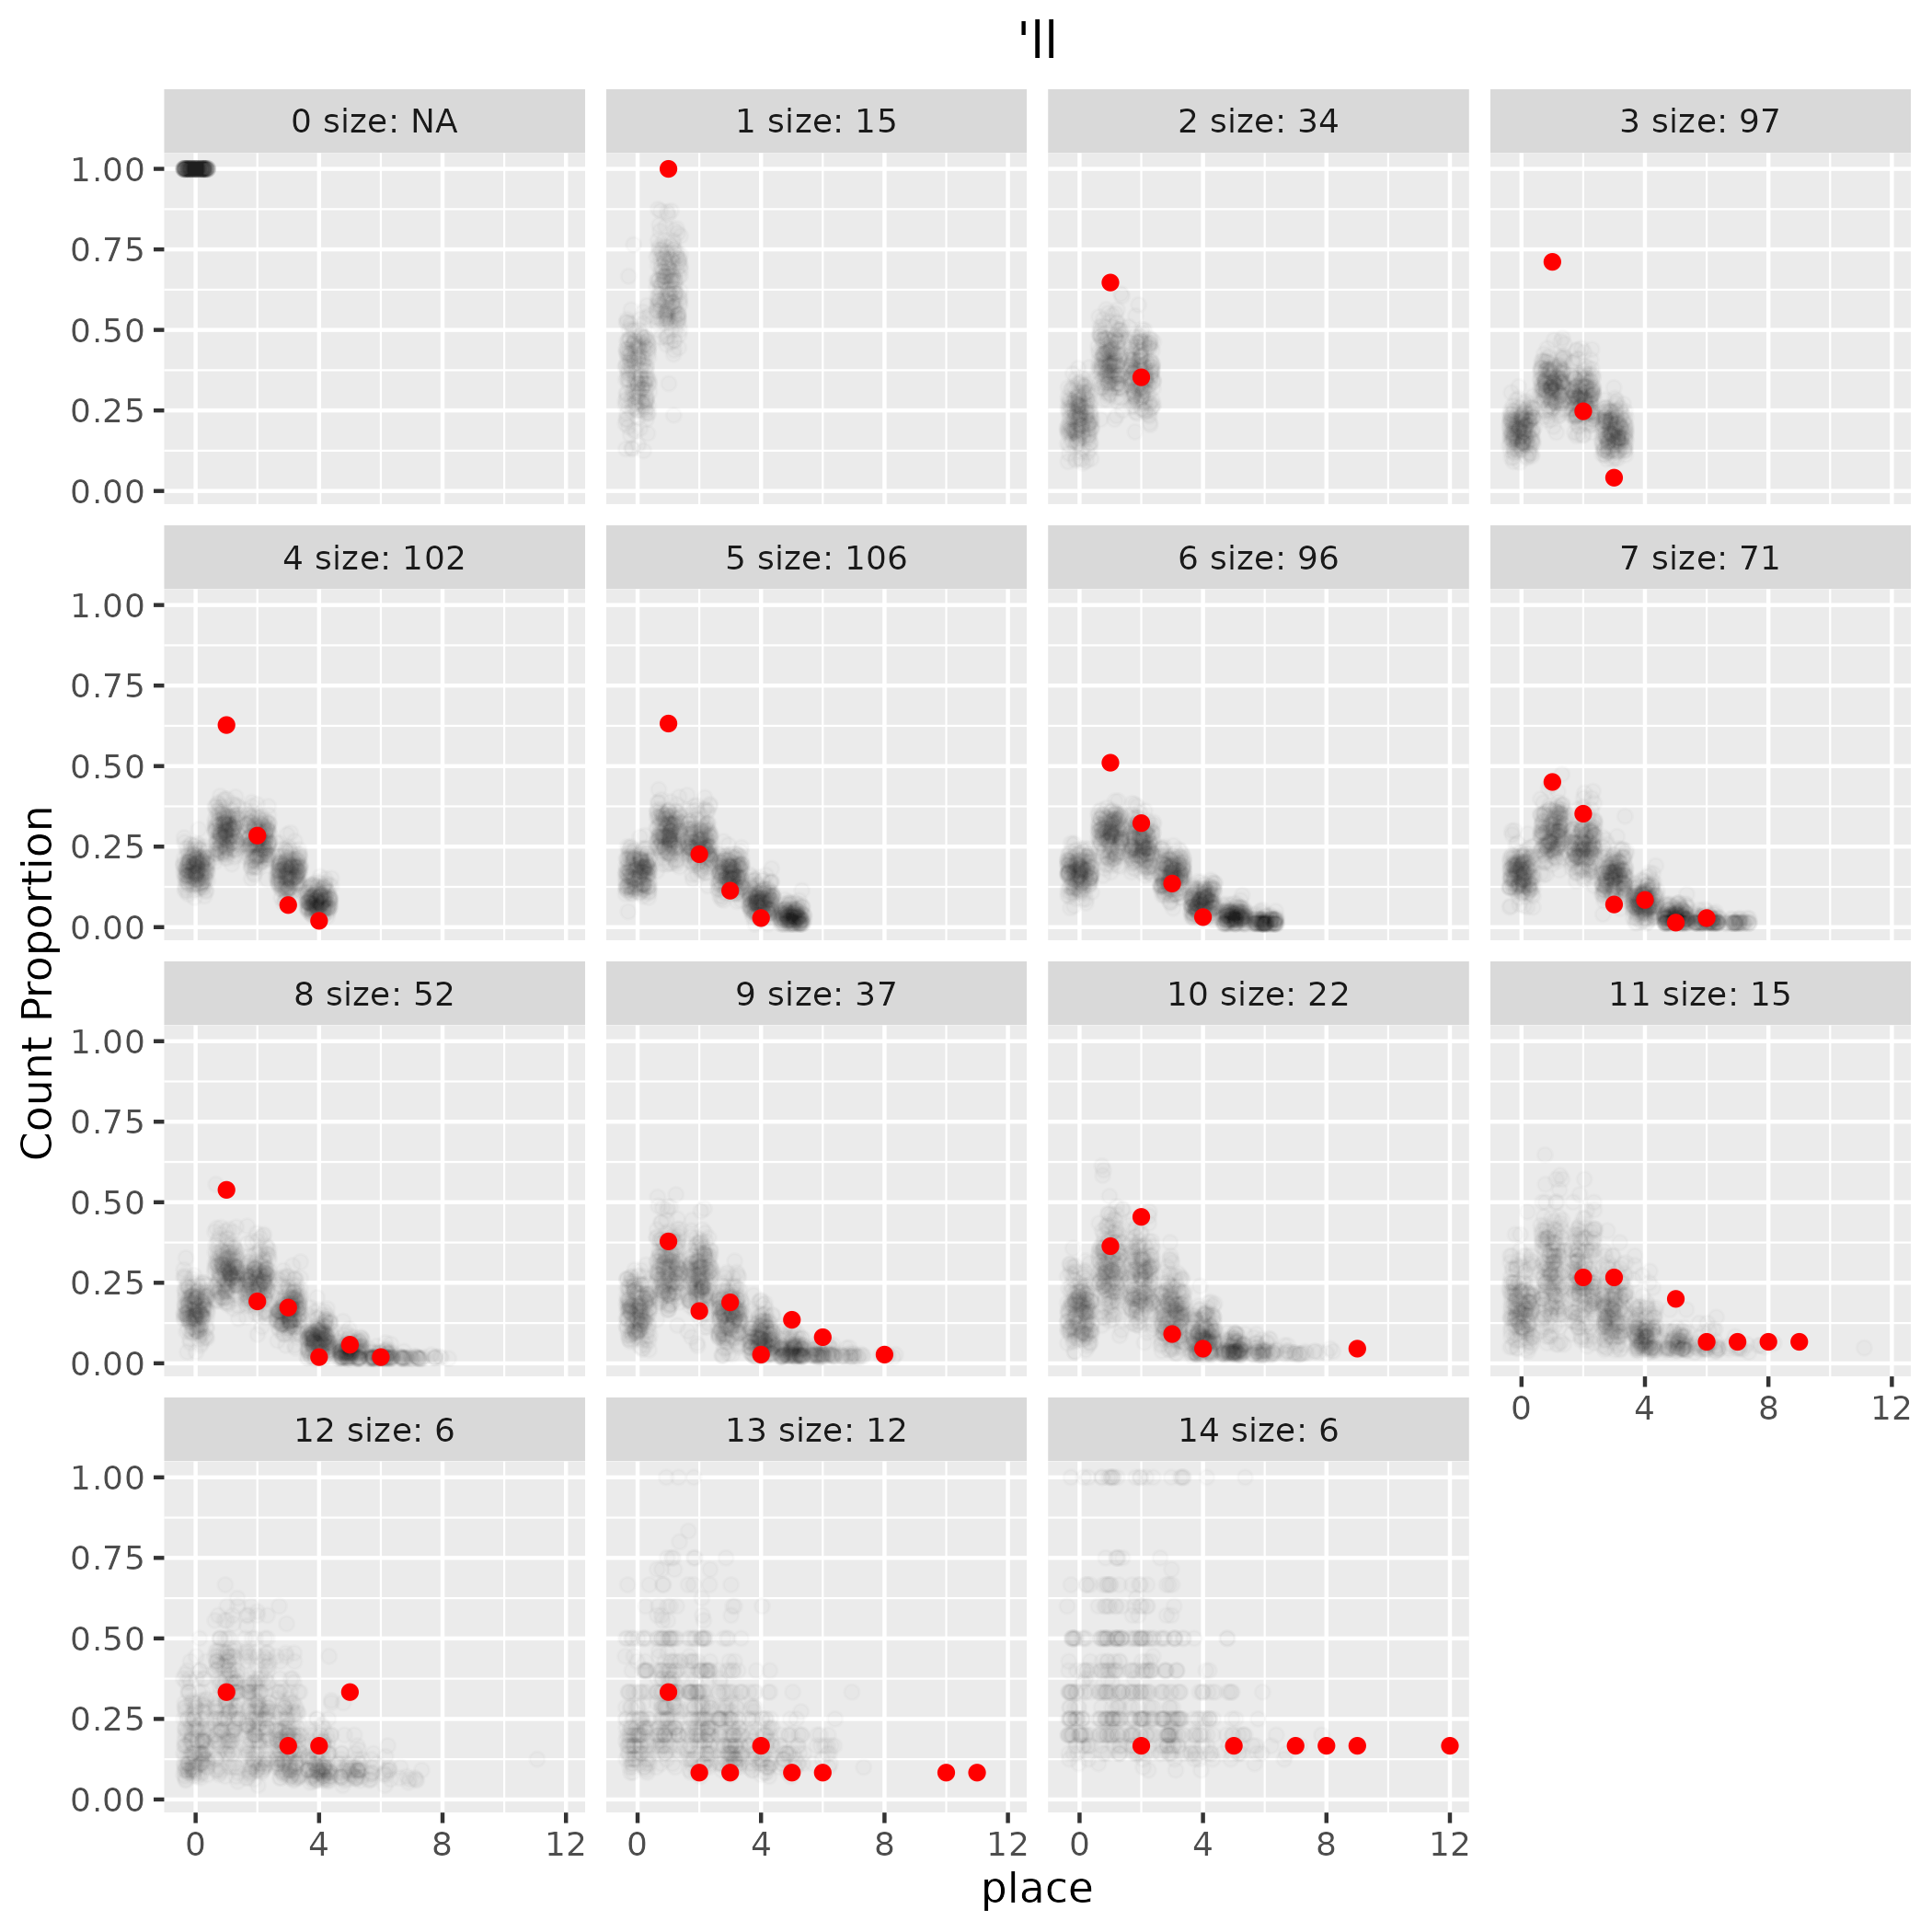 'll
0 size: NA
1 size: 15
2 size: 34
3 size: 97
1.00
0.75
0.50
0.25
0.00
4 size: 102
5 size: 106
6 size: 96
7 size: 71
1.00
0.75
0.50
0.25
0.00
Count Proportion
8 size: 52
9 size: 37
10 size: 22
11 size: 15
1.00
0.75
0.50
0.25
0.00
0 4 8 12
12 size: 6
13 size: 12
14 size: 6
1.00
0.75
0.50
0.25
0.00
0 4 8 12
0 4 8 12
0 4 8 12
place